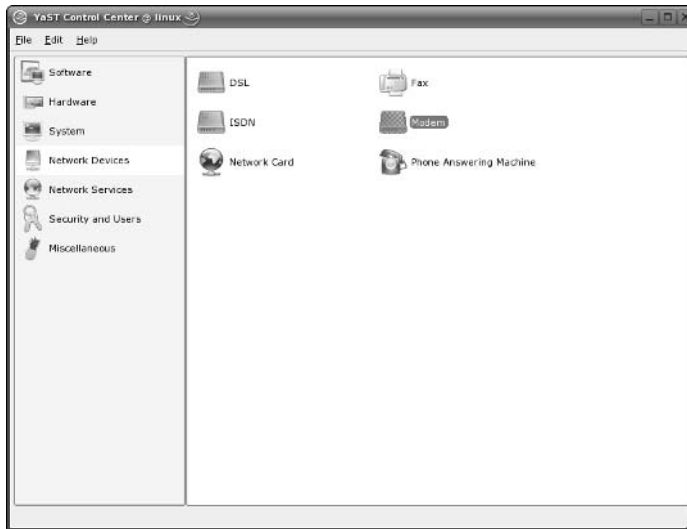 YaST Control Center @ linux
File Edit Help
Software
Hardware
System
Network Devices
Network Services
Security and Users
Miscellaneous
DSL
Fax
ISDN
Modem
Network Card
Phone Answering Machine